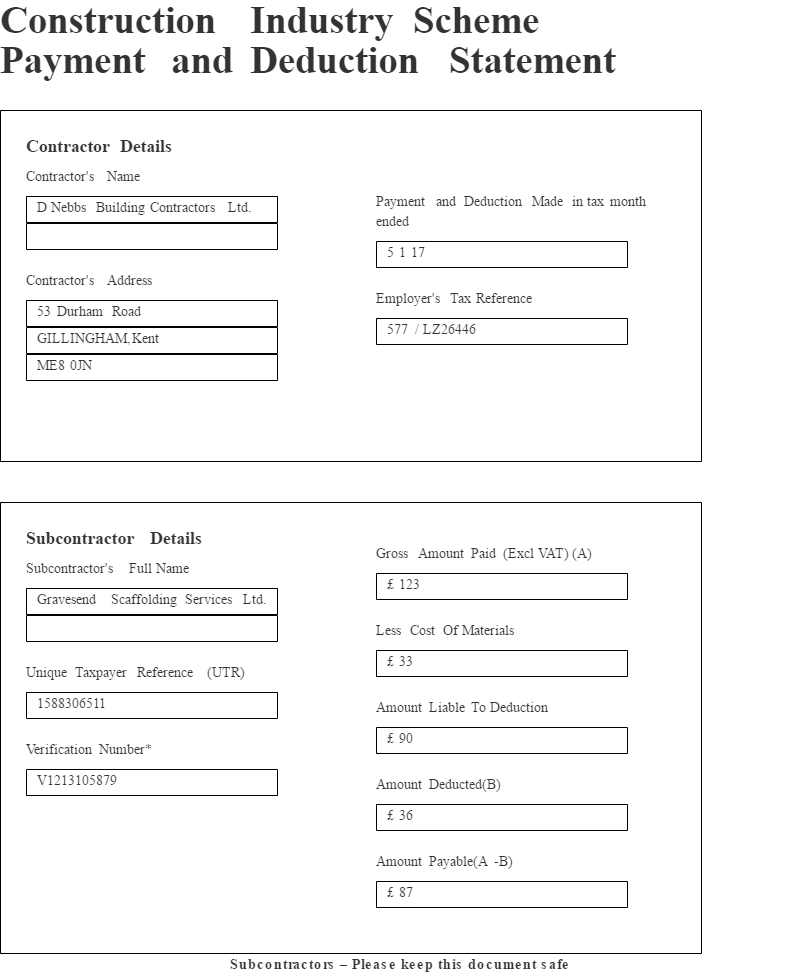 Construction Industry Scheme
Payment and Deduction Statement
Contractor Details
Contractor's Name
D Nebbs Building Contractors Ltd.
Contractor's Address
53 Durham Road
GILLINGHAM, Kent
ME8 0JN
Payment and Deduction Made in tax month
ended
5 1 17
Employer's Tax Reference
577 / LZ26446
Subcontractor Details
Subcontractor's Full Name
Gravesend Scaffolding Services Ltd.
Unique Taxpayer Reference (UTR)
1588306511
Verification Number*
V1213105879
Gross Amount Paid (Excl VAT) (A)
£ 123
Less Cost Of Materials
£ 33
Amount Liable To Deduction
£ 90
Amount Deducted(B)
£ 36
Amount Payable(A -B)
£ 87
Subcontractors – Please keep this document safe